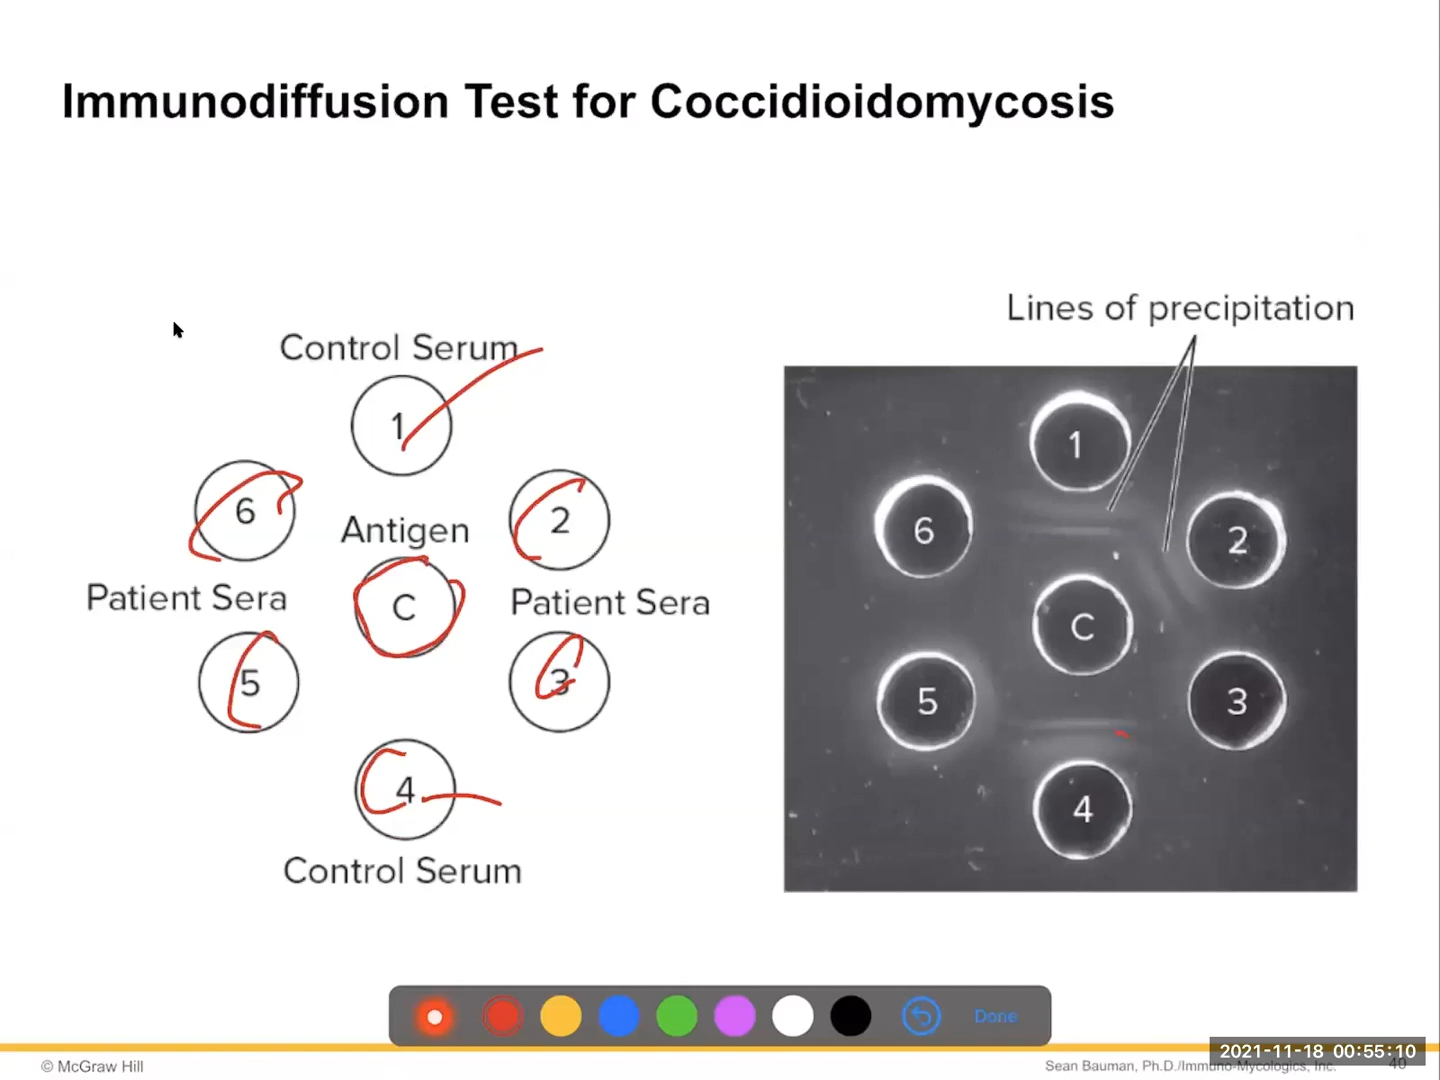 Immunodiffusion Test for Coccidioidomycosis
Control Serum
1
6
2
Antigen
C
Patient Sera
Patient Sera
5
3
4
Control Serum
Lines of precipitation
1
6
2
C
5
3
4
Done
2021-11-18 00:55:10
© McGraw Hill
Sean Bauman, Ph.D./Immuno-Mycologics, Inc.
40